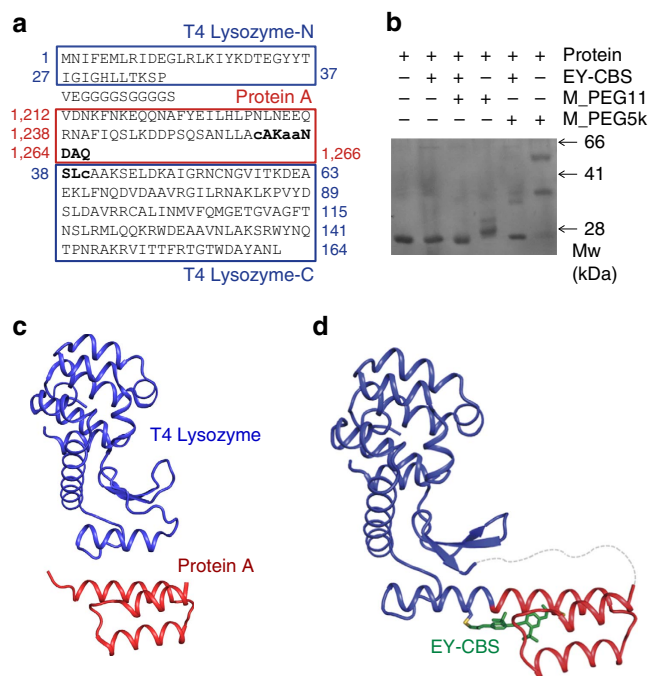 a
T4 Lysozyme-N
1 MNIFEMLRIDEGLRLKIYKDTEGYYT
27 IGIGHLLTKSP 37
VEGGGGSGGGGS
Protein A
1,212 VDNKFNKEQQNAFYEILHLPNLNEEQ
1,238 RNAFIQSLKDDPSQSANLLAcAKaaN
1,264 DAQ 1,266
38 SLcAAKSELDKAIGRNCNGVITKDEA 63
EKLFNQDVDAAVRGILRNAKLKPVYD 89
SLDAVRRCALINMVFQMGETGVAGFT 115
NSLRMLQQKRWDEAAVNLAKSRWYNQ 141
TPNRAKRVITTFRTGTWDAYANL 164
T4 Lysozyme-C
b
+ + + + + + Protein
− + + − + − EY-CBS
− − + + − − M_PEG11
− − − − + + M_PEG5k
← 66
← 41
← 28
Mw
(kDa)
c
T4 Lysozyme
Protein A
d
EY-CBS